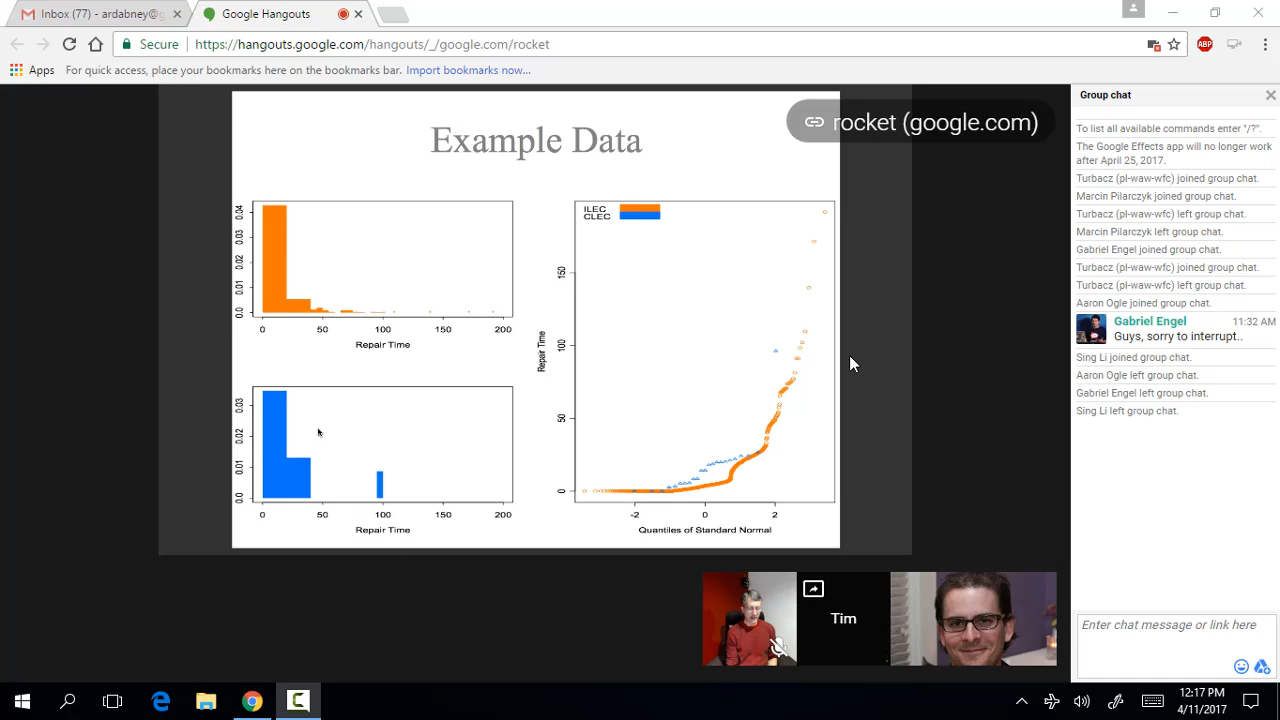 Inbox (77) - ardabney@g
Google Hangouts
Secure
https://hangouts.google.com/hangouts/_/google.com/rocket
ABP
Apps
For quick access, place your bookmarks here on the bookmarks bar. Import bookmarks now...
Example Data
rocket (google.com)
0.04
0.03
0.02
0.01
0.0
0 50 100 150 200
Repair Time
0.03
0.02
0.01
0.0
0 50 100 150 200
Repair Time
ILEC
CLEC
150
100
50
0
Repair Time
-2 0 2
Quantiles of Standard Normal
Tim
Group chat
To list all available commands enter "/?".
The Google Effects app will no longer work
after April 25, 2017.
Turbacz (pl-waw-wfc) joined group chat.
Marcin Pilarczyk joined group chat.
Turbacz (pl-waw-wfc) left group chat.
Marcin Pilarczyk left group chat.
Gabriel Engel joined group chat.
Turbacz (pl-waw-wfc) joined group chat.
Turbacz (pl-waw-wfc) left group chat.
Aaron Ogle joined group chat.
Gabriel Engel 11:32 AM
Guys, sorry to interrupt..
Sing Li joined group chat.
Aaron Ogle left group chat.
Gabriel Engel left group chat.
Sing Li left group chat.
Enter chat message or link here
12:17 PM
4/11/2017